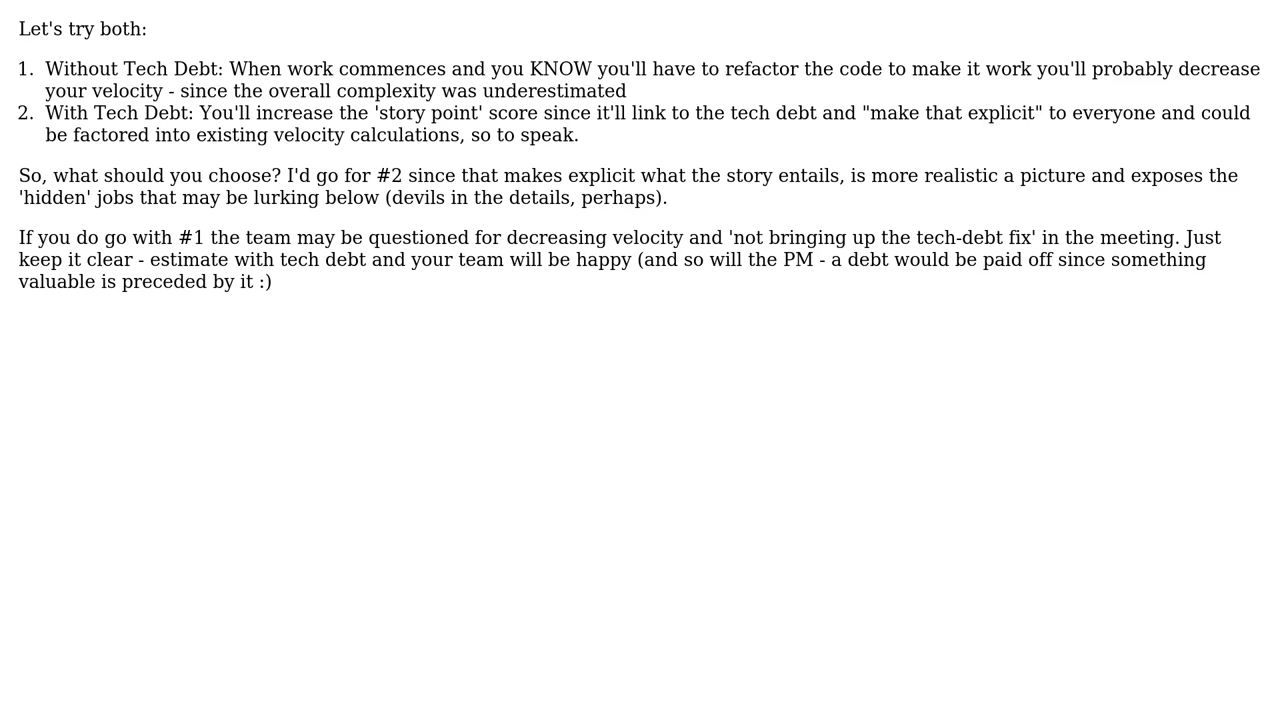 Let's try both:
1. Without Tech Debt: When work commences and you KNOW you'll have to refactor the code to make it work you'll probably decrease
your velocity - since the overall complexity was underestimated
2. With Tech Debt: You'll increase the 'story point' score since it'll link to the tech debt and "make that explicit" to everyone and could
be factored into existing velocity calculations, so to speak.
So, what should you choose? I'd go for #2 since that makes explicit what the story entails, is more realistic a picture and exposes the
'hidden' jobs that may be lurking below (devils in the details, perhaps).
If you do go with #1 the team may be questioned for decreasing velocity and 'not bringing up the tech-debt fix' in the meeting. Just
keep it clear - estimate with tech debt and your team will be happy (and so will the PM - a debt would be paid off since something
valuable is preceded by it :)